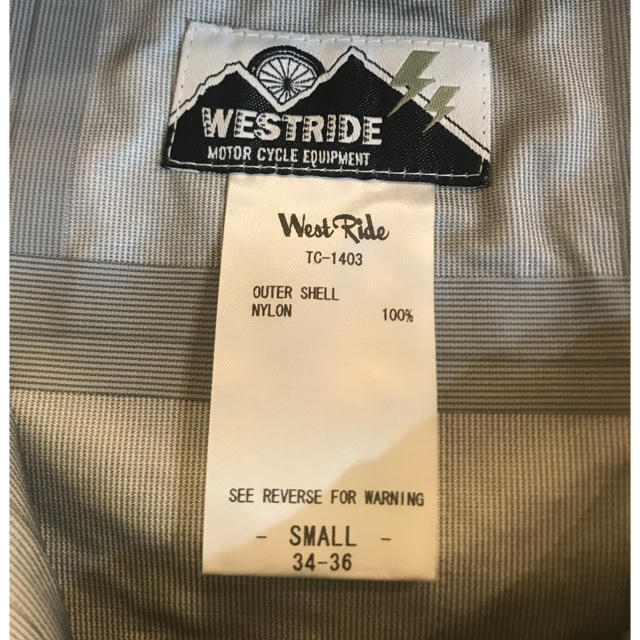 WESTRIDE
MOTOR CYCLE EQUIPMENT
West Ride
TC-1403
OUTER SHELL
NYLON 100%
SEE REVERSE FOR WARNING
- SMALL -
34-36